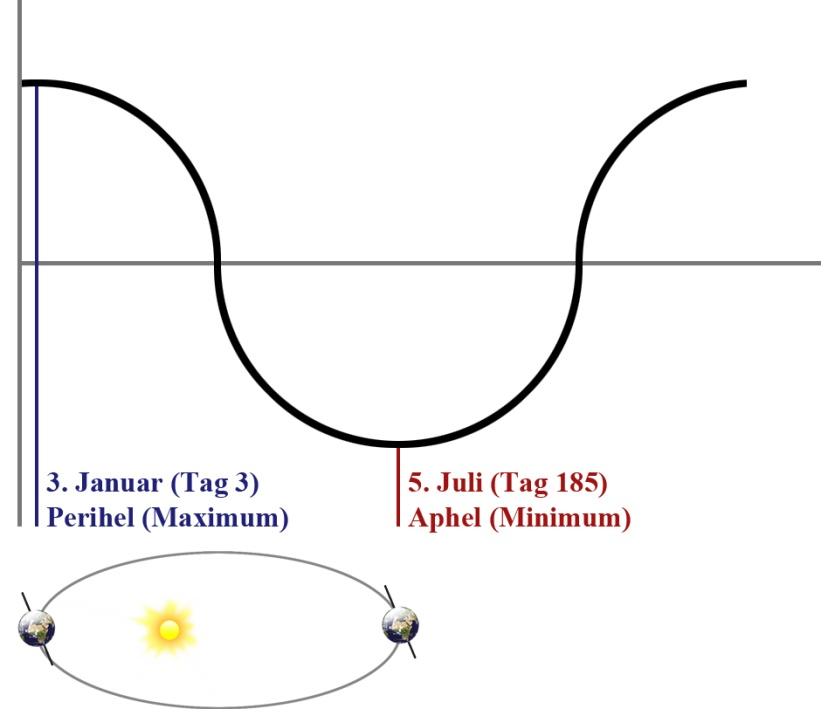 3. Januar (Tag 3)
Perihel (Maximum)
5. Juli (Tag 185)
Aphel (Minimum)